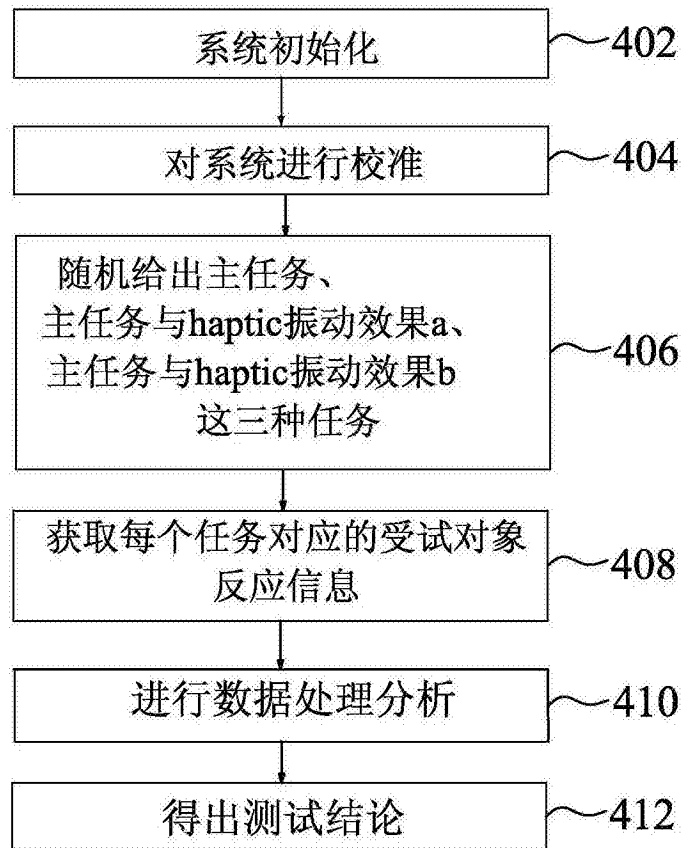 系统初始化
402
对系统进行校准
404
随机给出主任务、
主任务与haptic振动效果a、
主任务与haptic振动效果b
这三种任务
406
获取每个任务对应的受试对象
反应信息
408
进行数据处理分析
410
得出测试结论
412